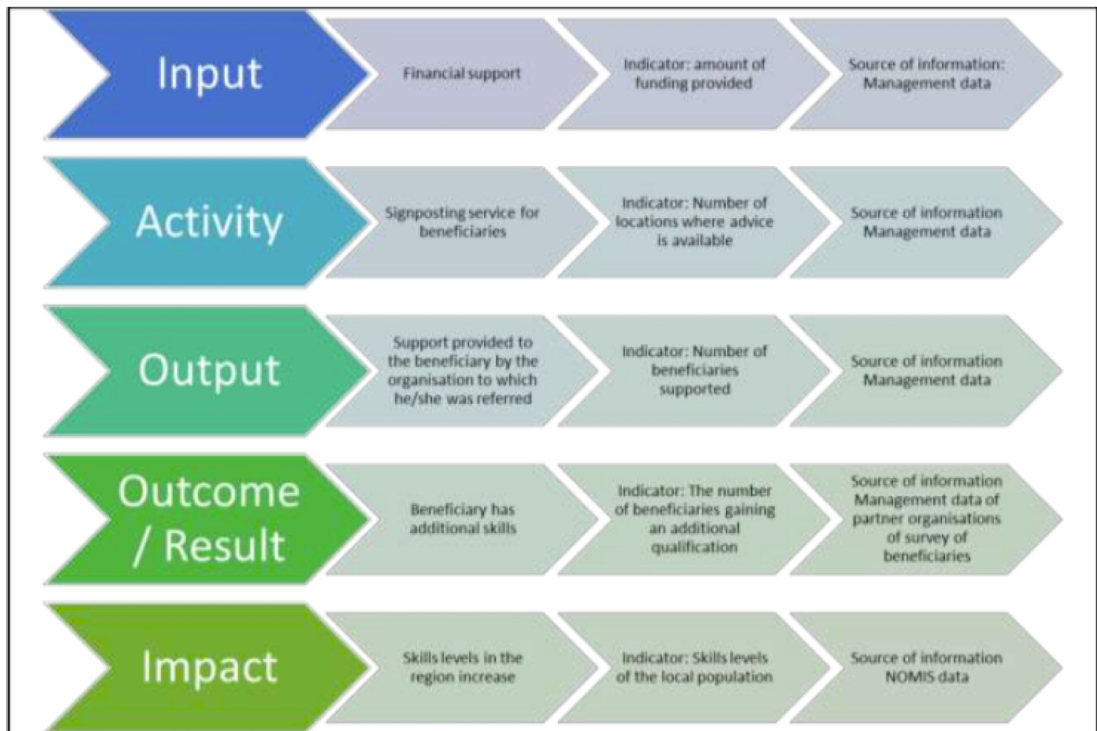 Input
Financial support
Indicator: amount of
funding provided
Source of information:
Management data
Activity
Signposting service for
beneficiaries
Indicator: Number of
locations where advice
is available
Source of information
Management data
Output
Support provided to
the beneficiary by the
organisation to which
he/she was referred
Indicator: Number of
beneficiaries
supported
Source of information
Management data
Outcome
/ Result
Beneficiary has
additional skills
Indicator: The number
of beneficiaries gaining
an additional
qualification
Source of information
Management data of
partner organisations
of survey of
beneficiaries
Impact
Skills levels in the
region increase
Indicator: Skills levels
of the local population
Source of information
NOMIS data